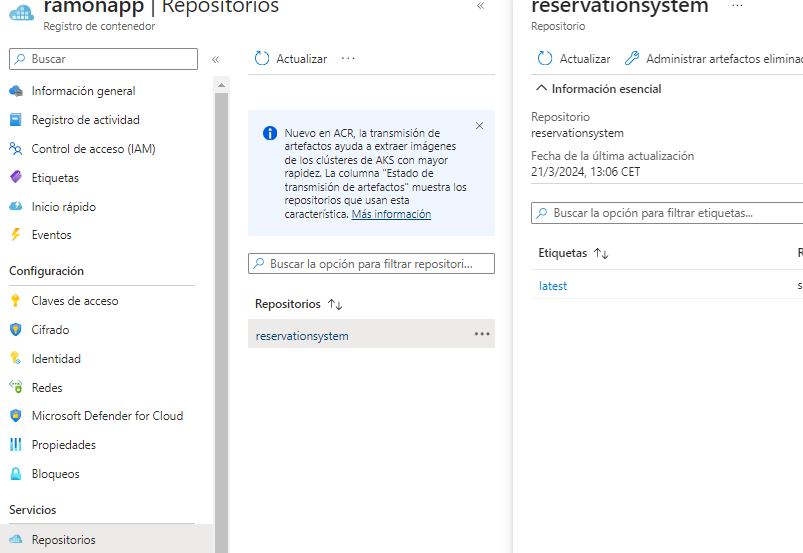 ramonapp | Repositorios
Registro de contenedor
Buscar
Información general
Registro de actividad
Control de acceso (IAM)
Etiquetas
Inicio rápido
Eventos
Configuración
Claves de acceso
Cifrado
Identidad
Redes
Microsoft Defender for Cloud
Propiedades
Bloqueos
Servicios
Repositorios
Actualizar
Nuevo en ACR, la transmisión de
artefactos ayuda a extraer imágenes
de los clústeres de AKS con mayor
rapidez. La columna "Estado de
transmisión de artefactos" muestra los
repositorios que usan esta
característica. Más información
Buscar la opción para filtrar repositori...
Repositorios
reservationsystem
reservationsystem
Repositorio
Actualizar
Administrar artefactos elimina
Información esencial
Repositorio
reservationsystem
Fecha de la última actualización
21/3/2024, 13:06 CET
Buscar la opción para filtrar etiquetas...
Etiquetas
latest